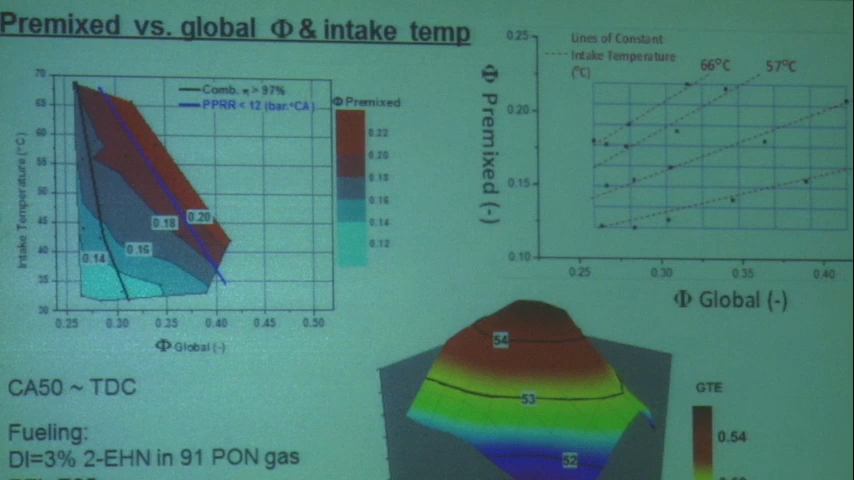 Premixed vs. global Φ & intake temp
Comb. η > 97%
PPRR < 12 (bar.°CA)
Φ Premixed
0.22
0.20
0.18
0.16
0.14
0.12
Intake Temperature (°C)
70
65
60
55
50
45
40
35
30
0.14
0.16
0.18
0.20
0.25 0.30 0.35 0.40 0.45 0.50
Φ Global (-)
Lines of Constant
Intake Temperature
(°C)
66°C 57°C
Φ Premixed (-)
0.25
0.20
0.15
0.10
0.25 0.30 0.35 0.40
Φ Global (-)
CA50 ~ TDC
Fueling:
DI=3% 2-EHN in 91 PON gas
54
53
52
GTE
0.54